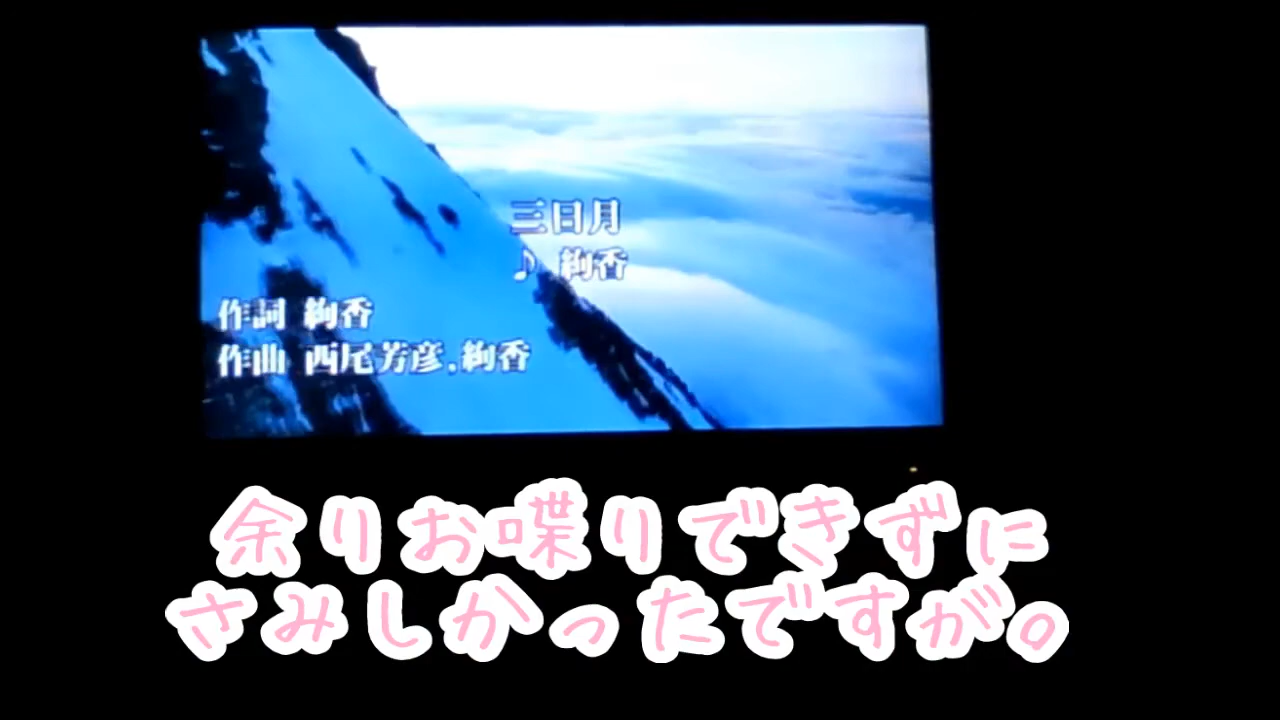 三日月
♪ 絢香
作詞 絢香
作曲 西尾芳彦,絢香
余りお喋りできずに
さみしかったですが。